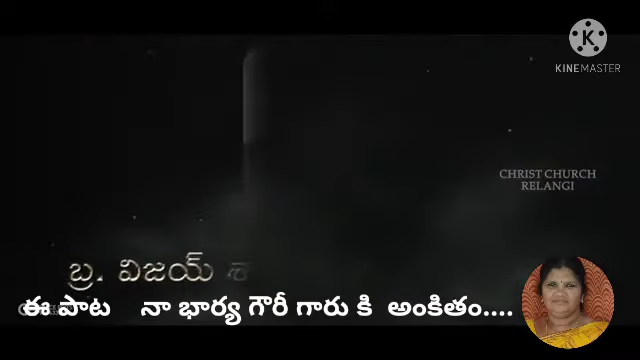 KINEMASTER
CHRIST CHURCH
RELANGI
బ్ర. విజయ్
ఈ పాట నా భార్య గౌరీ గారు కి అంకితం....